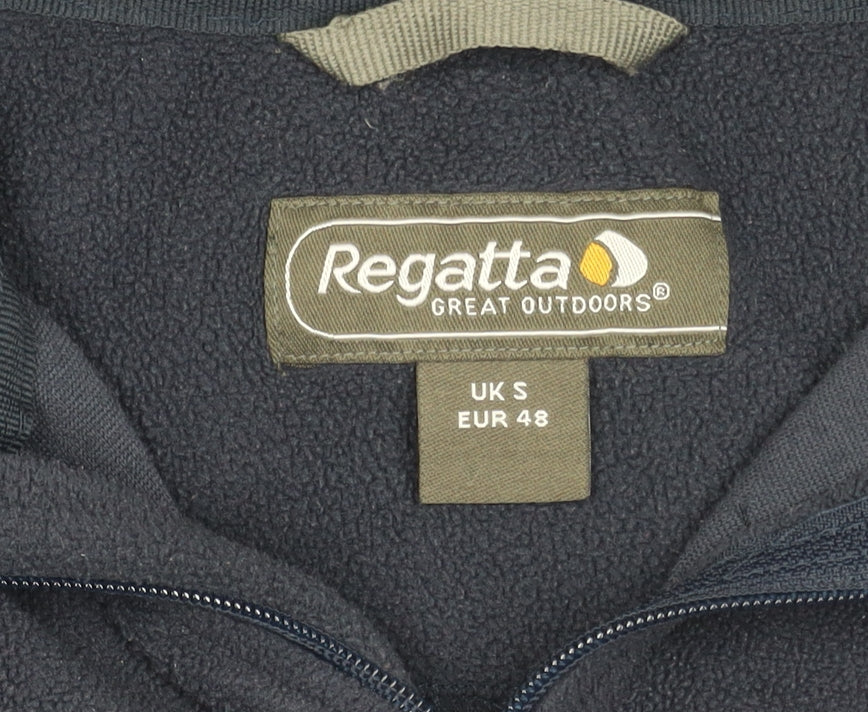 Regatta
GREAT OUTDOORS®
UK S
EUR 48